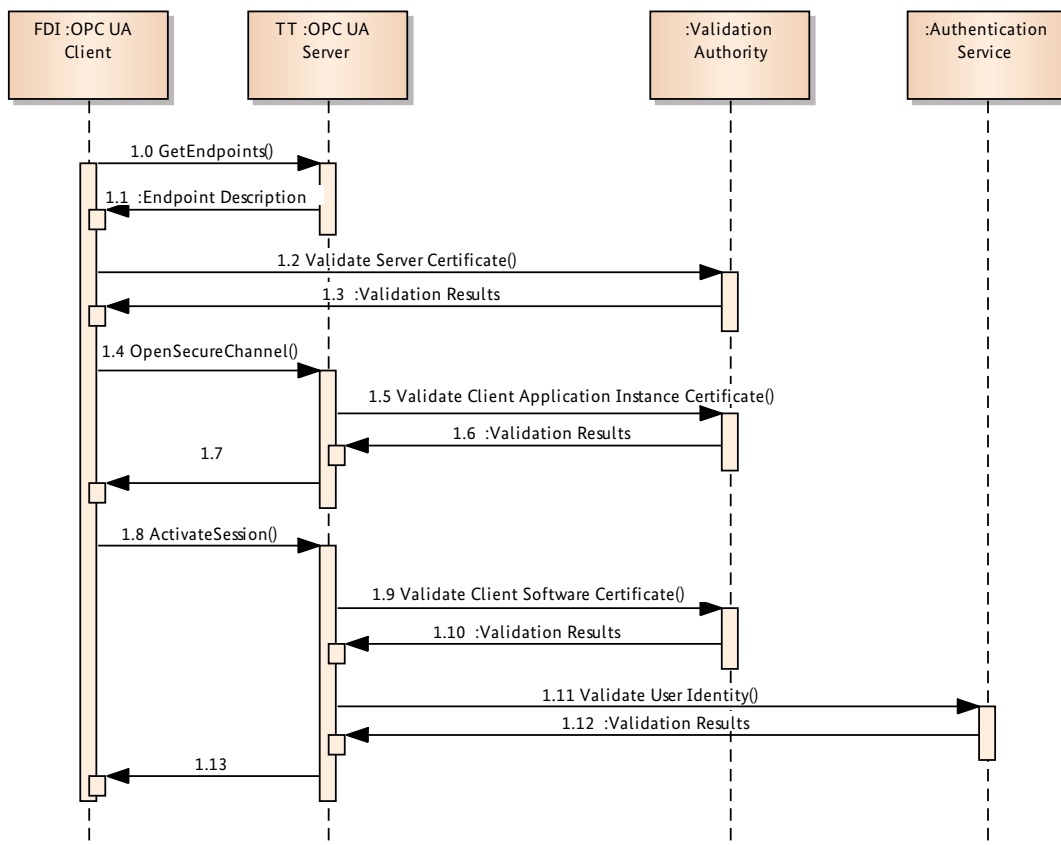 FDI :OPC UA
Client
TT :OPC UA
Server
:Validation
Authority
:Authentication
Service
1.0 GetEndpoints()
1.1 :Endpoint Description
1.2 Validate Server Certificate()
1.3 :Validation Results
1.4 OpenSecureChannel()
1.5 Validate Client Application Instance Certificate()
1.6 :Validation Results
1.7
1.8 ActivateSession()
1.9 Validate Client Software Certificate()
1.10 :Validation Results
1.11 Validate User Identity()
1.12 :Validation Results
1.13